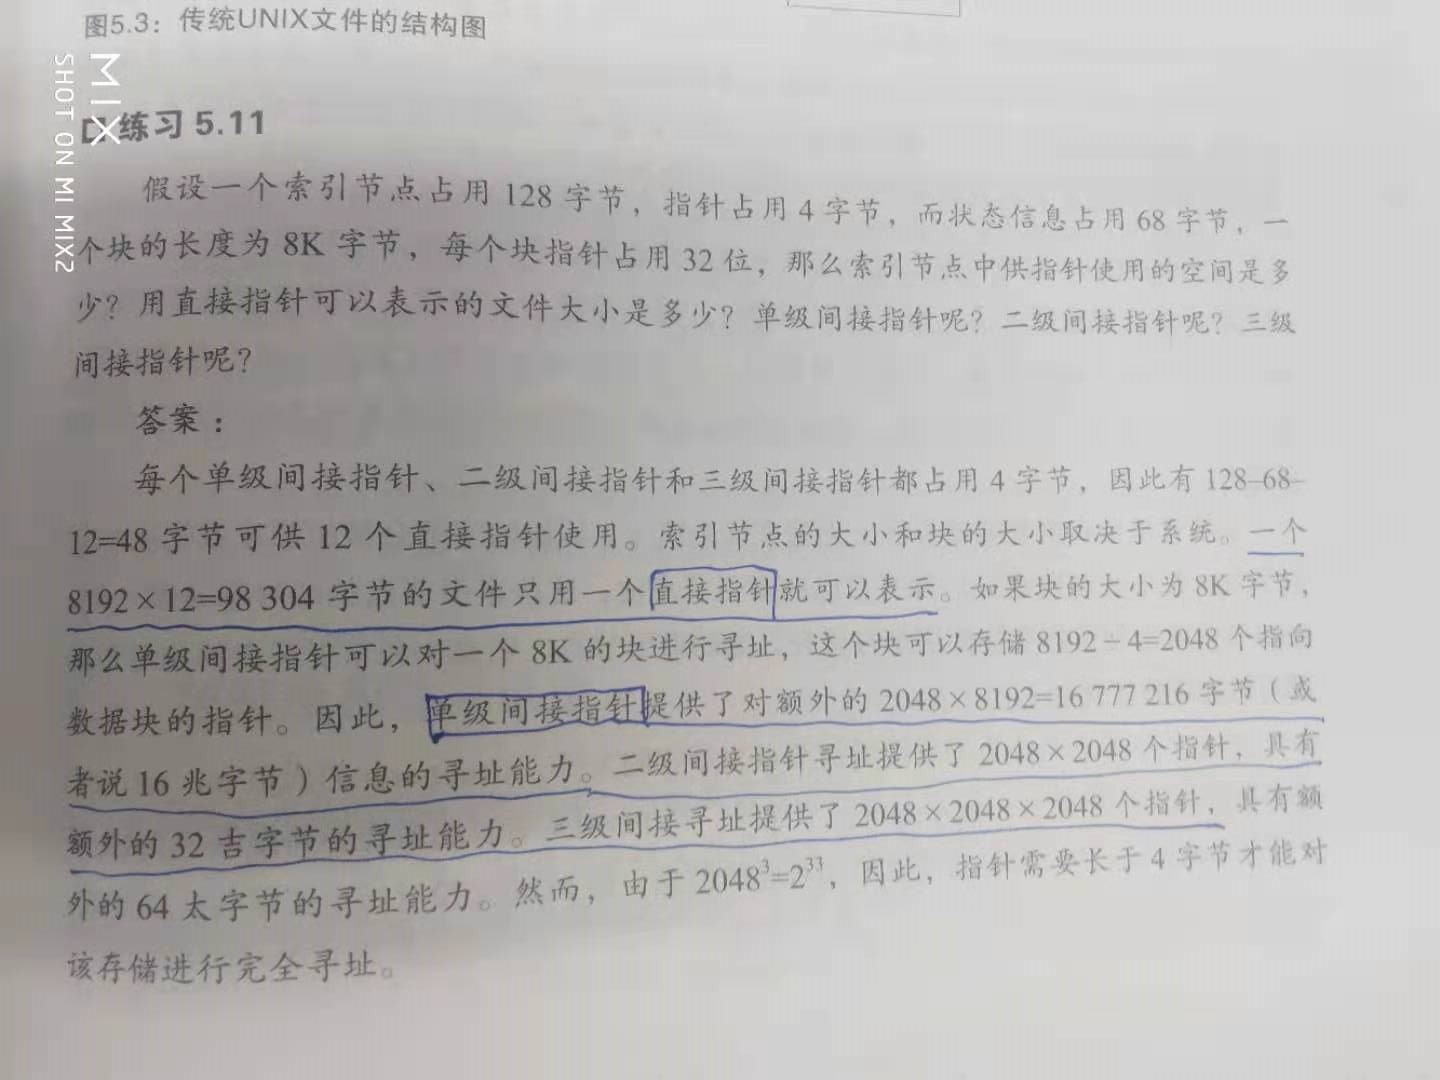 图5.3：传统UNIX文件的结构图
MIX
SHOT ON MI MIX2
练习 5.11
假设一个索引节点占用 128 字节，指针占用 4 字节，而状态信息占用 68 字节，一
个块的长度为 8K 字节，每个块指针占用 32 位，那么索引节点中供指针使用的空间是多
少？用直接指针可以表示的文件大小是多少？单级间接指针呢？二级间接指针呢？三级
间接指针呢？
答案：
每个单级间接指针、二级间接指针和三级间接指针都占用 4 字节，因此有 128–68–
12=48 字节可供 12 个直接指针使用。索引节点的大小和块的大小取决于系统。一个
8192×12=98 304 字节的文件只用一个直接指针就可以表示。如果块的大小为 8K 字节，
那么单级间接指针可以对一个 8K 的块进行寻址，这个块可以存储 8192÷4=2048 个指向
数据块的指针。因此，单级间接指针提供了对额外的 2048×8192=16 777 216 字节（或
者说 16 兆字节）信息的寻址能力。二级间接指针寻址提供了 2048×2048 个指针，具有
额外的 32 吉字节的寻址能力。三级间接寻址提供了 2048×2048×2048 个指针，具有额
外的 64 太字节的寻址能力。然而，由于 2048³=2³³，因此，指针需要长于 4 字节才能对
该存储进行完全寻址。